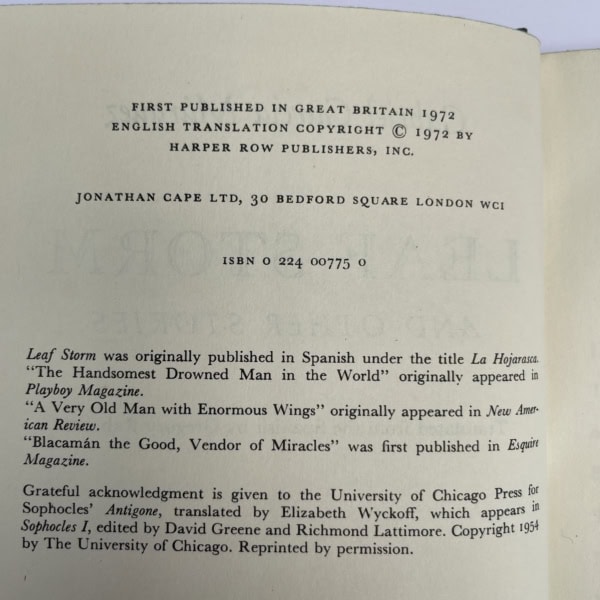 FIRST PUBLISHED IN GREAT BRITAIN 1972
ENGLISH TRANSLATION COPYRIGHT © 1972 BY
HARPER ROW PUBLISHERS, INC.
JONATHAN CAPE LTD, 30 BEDFORD SQUARE LONDON WC1
ISBN 0 224 00775 0
Leaf Storm was originally published in Spanish under the title La Hojarasca.
“The Handsomest Drowned Man in the World” originally appeared in
Playboy Magazine.
“A Very Old Man with Enormous Wings” originally appeared in New Amer-
ican Review.
“Blacamán the Good, Vendor of Miracles” was first published in Esquire
Magazine.
Grateful acknowledgment is given to the University of Chicago Press for
Sophocles’ Antigone, translated by Elizabeth Wyckoff, which appears in
Sophocles I, edited by David Greene and Richmond Lattimore. Copyright 1954
by The University of Chicago. Reprinted by permission.